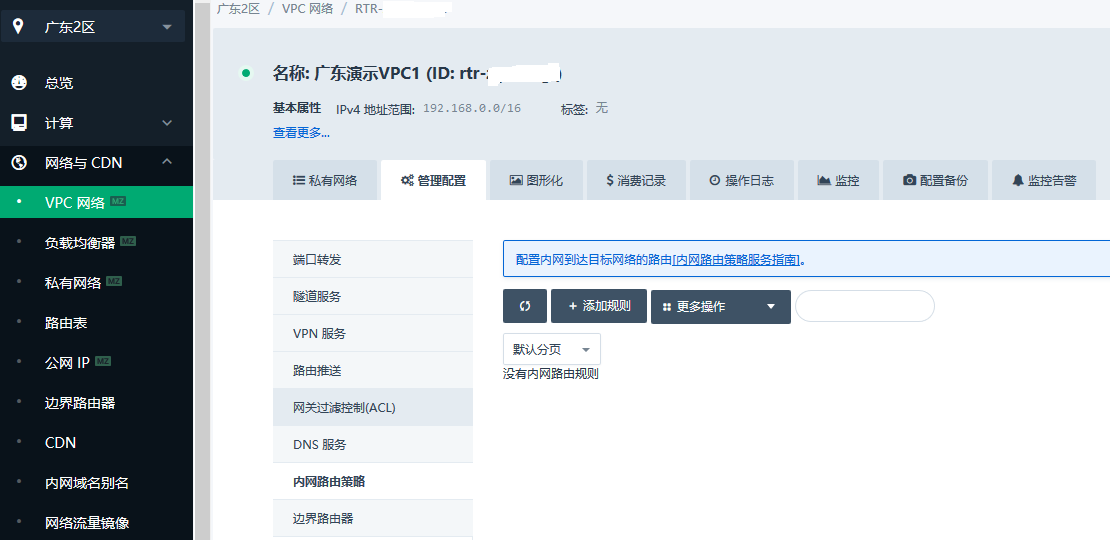 广东2区
总览
计算
网络与 CDN
VPC 网络 MZ
负载均衡器 MZ
私有网络 MZ
路由表
公网 IP MZ
边界路由器
CDN
内网域名别名
网络流量镜像
广东2区 / VPC 网络 / RTR-
名称: 广东演示VPC1 (ID: rtr-
基本属性 IPv4 地址范围: 192.168.0.0/16 标签: 无
查看更多...
私有网络 管理配置 图形化 $ 消费记录 操作日志 监控 配置备份 监控告警
端口转发
隧道服务
VPN 服务
路由推送
网关过滤控制(ACL)
DNS 服务
内网路由策略
边界路由器
配置内网到达目标网络的路由[内网路由策略服务指南]。
+ 添加规则 更多操作
默认分页
没有内网路由规则